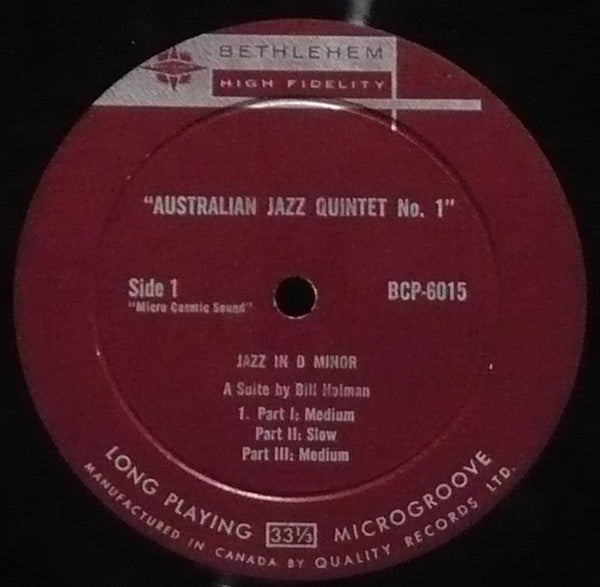 BETHLEHEM
HIGH FIDELITY
"AUSTRALIAN JAZZ QUINTET No. 1"
Side 1
"Micro Cosmic Sound"
BCP-6015
JAZZ IN D MINOR
A Suite by Bill Holman
1. Part I: Medium
Part II: Slow
Part III: Medium
LONG PLAYING 33⅓ MICROGROOVE
MANUFACTURED IN CANADA BY QUALITY RECORDS LTD.